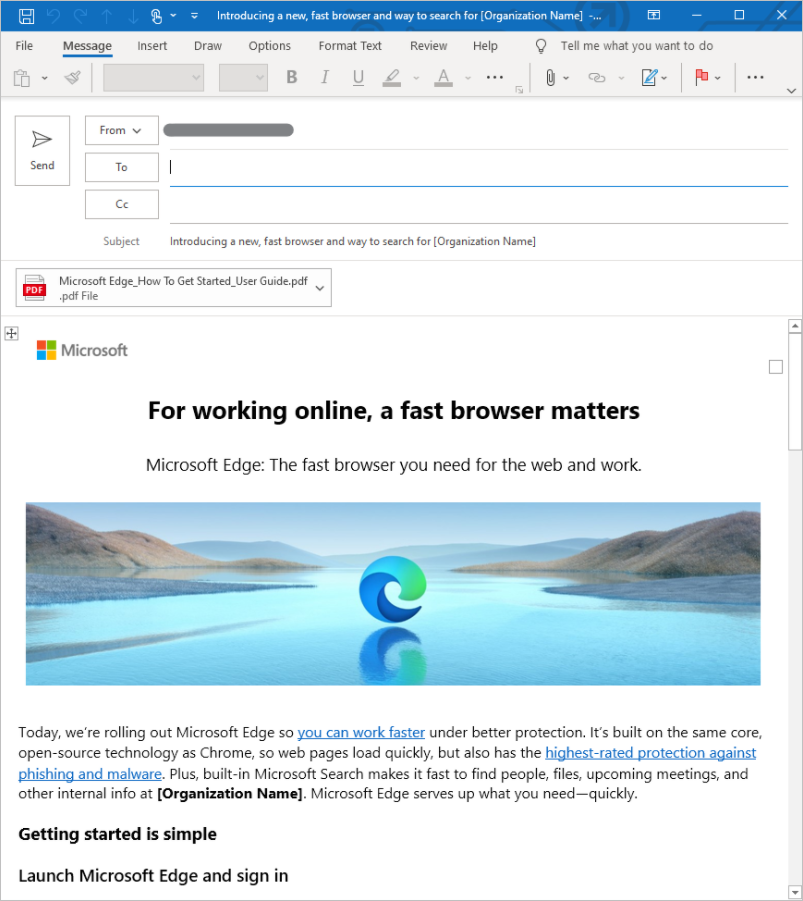 Introducing a new, fast browser and way to search for [Organization Name] -...
File Message Insert Draw Options Format Text Review Help Tell me what you want to do
B I U A
Send
From
To
Cc
Subject Introducing a new, fast browser and way to search for [Organization Name]
PDF
Microsoft Edge_How To Get Started_User Guide.pdf
.pdf File
Microsoft
For working online, a fast browser matters
Microsoft Edge: The fast browser you need for the web and work.
Today, we’re rolling out Microsoft Edge so you can work faster under better protection. It’s built on the same core,
open-source technology as Chrome, so web pages load quickly, but also has the highest-rated protection against
phishing and malware. Plus, built-in Microsoft Search makes it fast to find people, files, upcoming meetings, and
other internal info at [Organization Name]. Microsoft Edge serves up what you need—quickly.
Getting started is simple
Launch Microsoft Edge and sign in